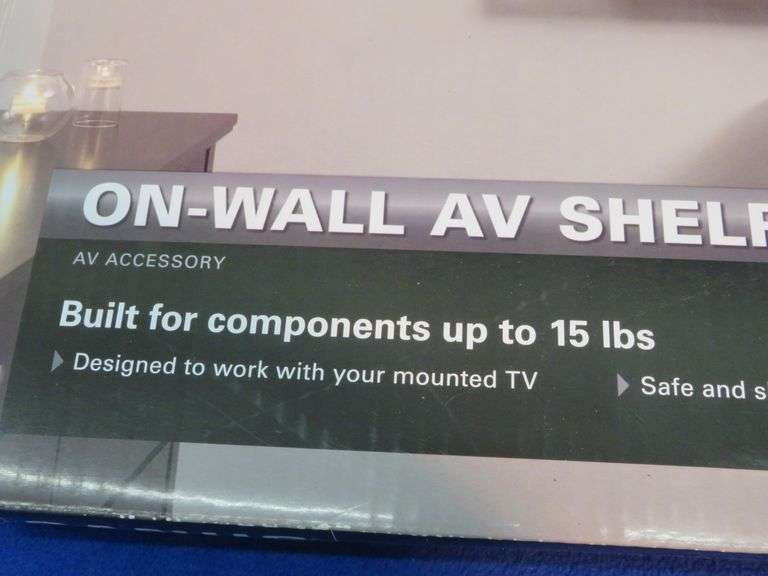 ON-WALL AV SHELF
AV ACCESSORY
Built for components up to 15 lbs
Designed to work with your mounted TV
Safe and